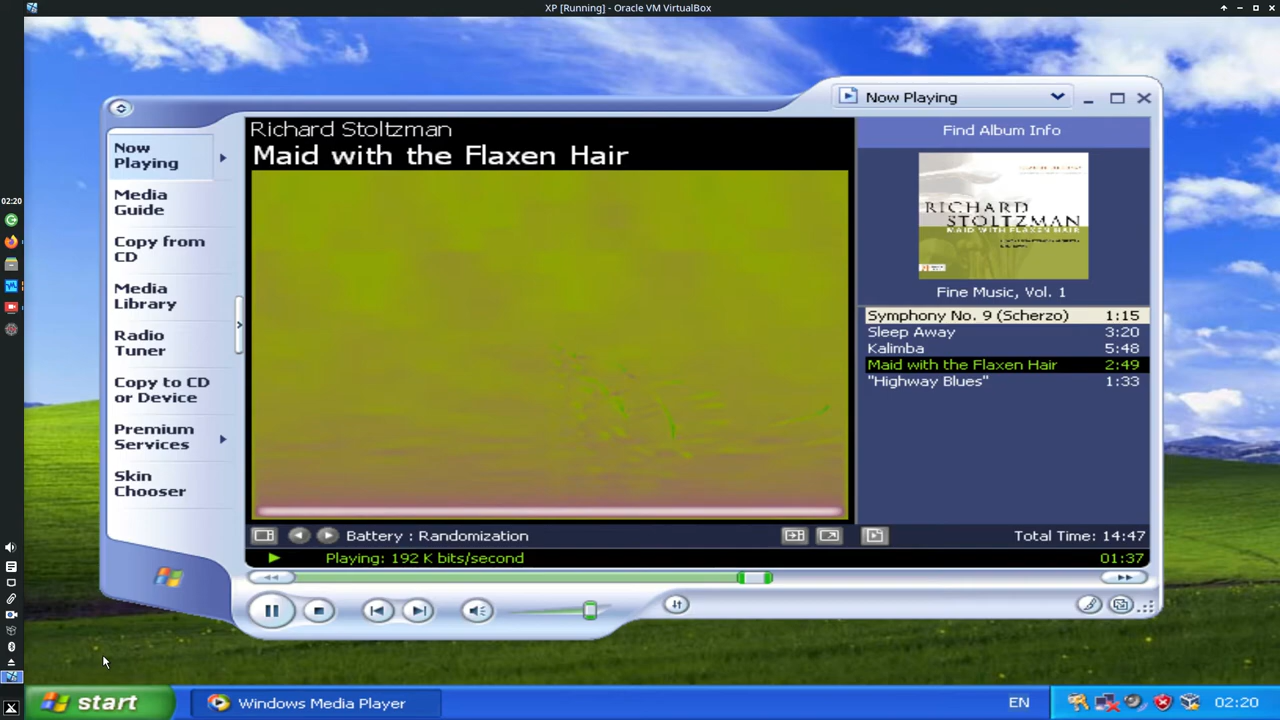 XP [Running] - Oracle VM VirtualBox
02:20
Now Playing
Now
Playing
Media
Guide
Copy from
CD
Media
Library
Radio
Tuner
Copy to CD
or Device
Premium
Services
Skin
Chooser
Richard Stoltzman
Maid with the Flaxen Hair
Find Album Info
RICHARD
STOLTZMAN
MAID WITH FLAXEN HAIR
Fine Music, Vol. 1
Symphony No. 9 (Scherzo) 1:15
Sleep Away 3:20
Kalimba 5:48
Maid with the Flaxen Hair 2:49
"Highway Blues" 1:33
Battery : Randomization
Total Time: 14:47
Playing: 192 K bits/second
01:37
start
Windows Media Player
EN
02:20